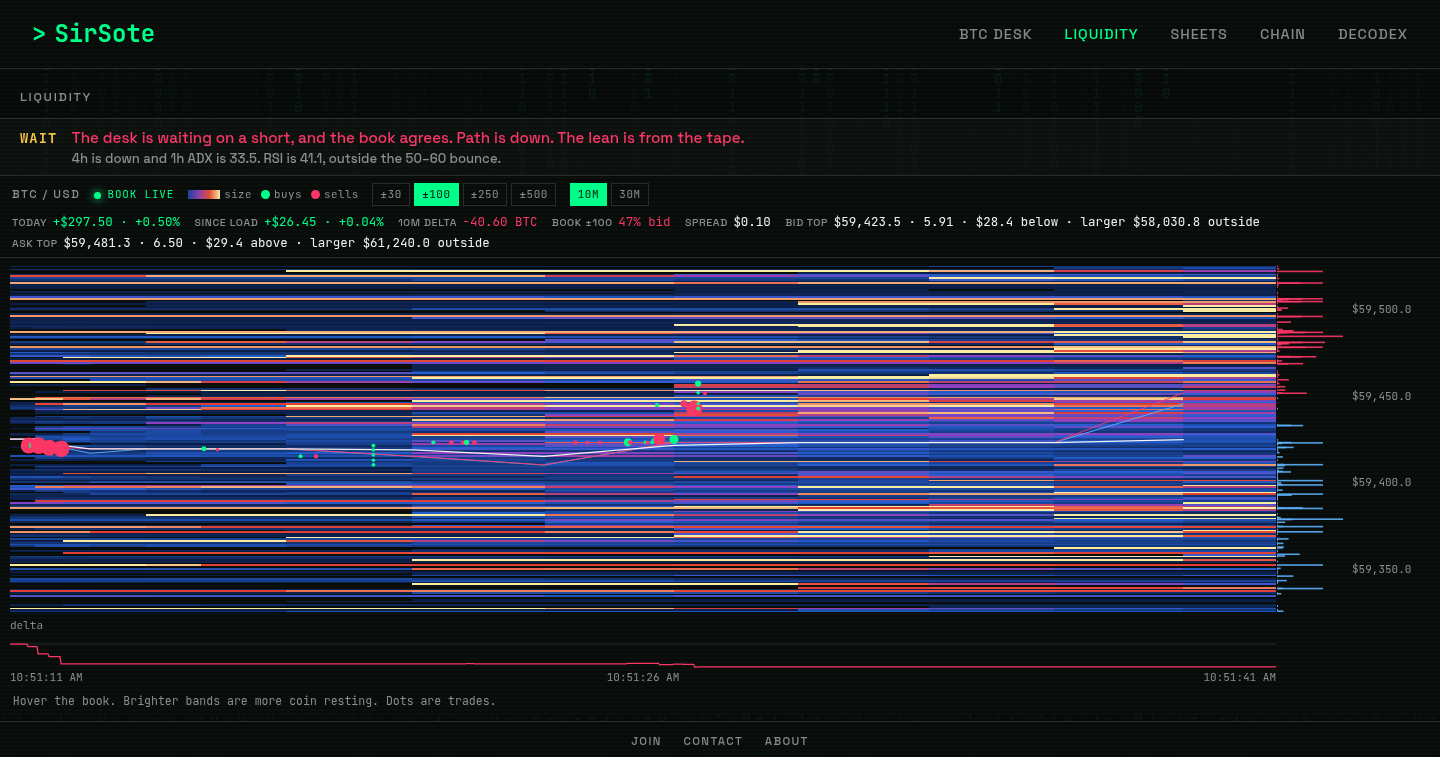 > SirSote
BTC DESK LIQUIDITY SHEETS CHAIN DECODEX
LIQUIDITY
WAIT The desk is waiting on a short, and the book agrees. Path is down. The lean is from the tape.
4h is down and 1h ADX is 33.5. RSI is 41.1, outside the 50–60 bounce.
BTC / USD BOOK LIVE size buys sells ±30 ±100 ±250 ±500 10M 30M
TODAY +$297.50 · +0.50% SINCE LOAD +$26.45 · +0.04% 10M DELTA -40.60 BTC BOOK ±100 47% bid SPREAD $0.10 BID TOP $59,423.5 · 5.91 · $28.4 below · larger $58,030.8 outside
ASK TOP $59,481.3 · 6.50 · $29.4 above · larger $61,240.0 outside
$59,500.0
$59,450.0
$59,400.0
$59,350.0
delta
10:51:11 AM 10:51:26 AM 10:51:41 AM
Hover the book. Brighter bands are more coin resting. Dots are trades.
JOIN CONTACT ABOUT